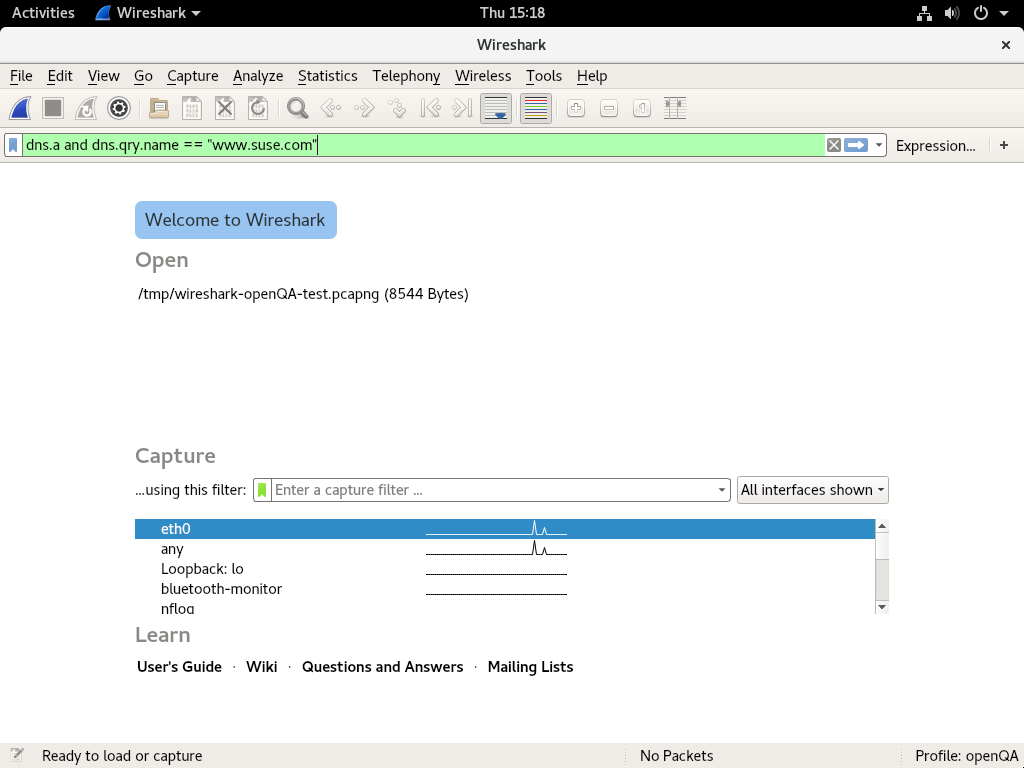 Activities Wireshark Thu 15:18
Wireshark
File Edit View Go Capture Analyze Statistics Telephony Wireless Tools Help
dns.a and dns.qry.name == "www.suse.com" Expression... +
Welcome to Wireshark
Open
/tmp/wireshark-openQA-test.pcapng (8544 Bytes)
Capture
...using this filter: Enter a capture filter ... All interfaces shown
eth0
any
Loopback: lo
bluetooth-monitor
nflog
Learn
User's Guide · Wiki · Questions and Answers · Mailing Lists
Ready to load or capture No Packets Profile: openQA